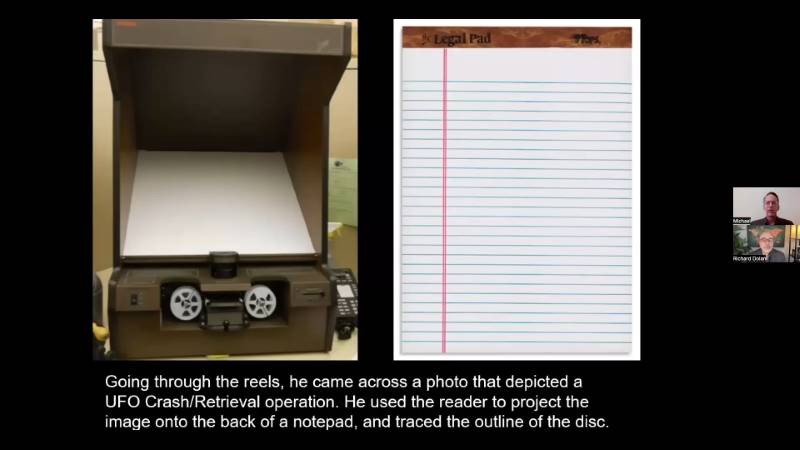 Legal Pad
Going through the reels, he came across a photo that depicted a
UFO Crash/Retrieval operation. He used the reader to project the
image onto the back of a notepad, and traced the outline of the disc.
Michael
Richard Dolan